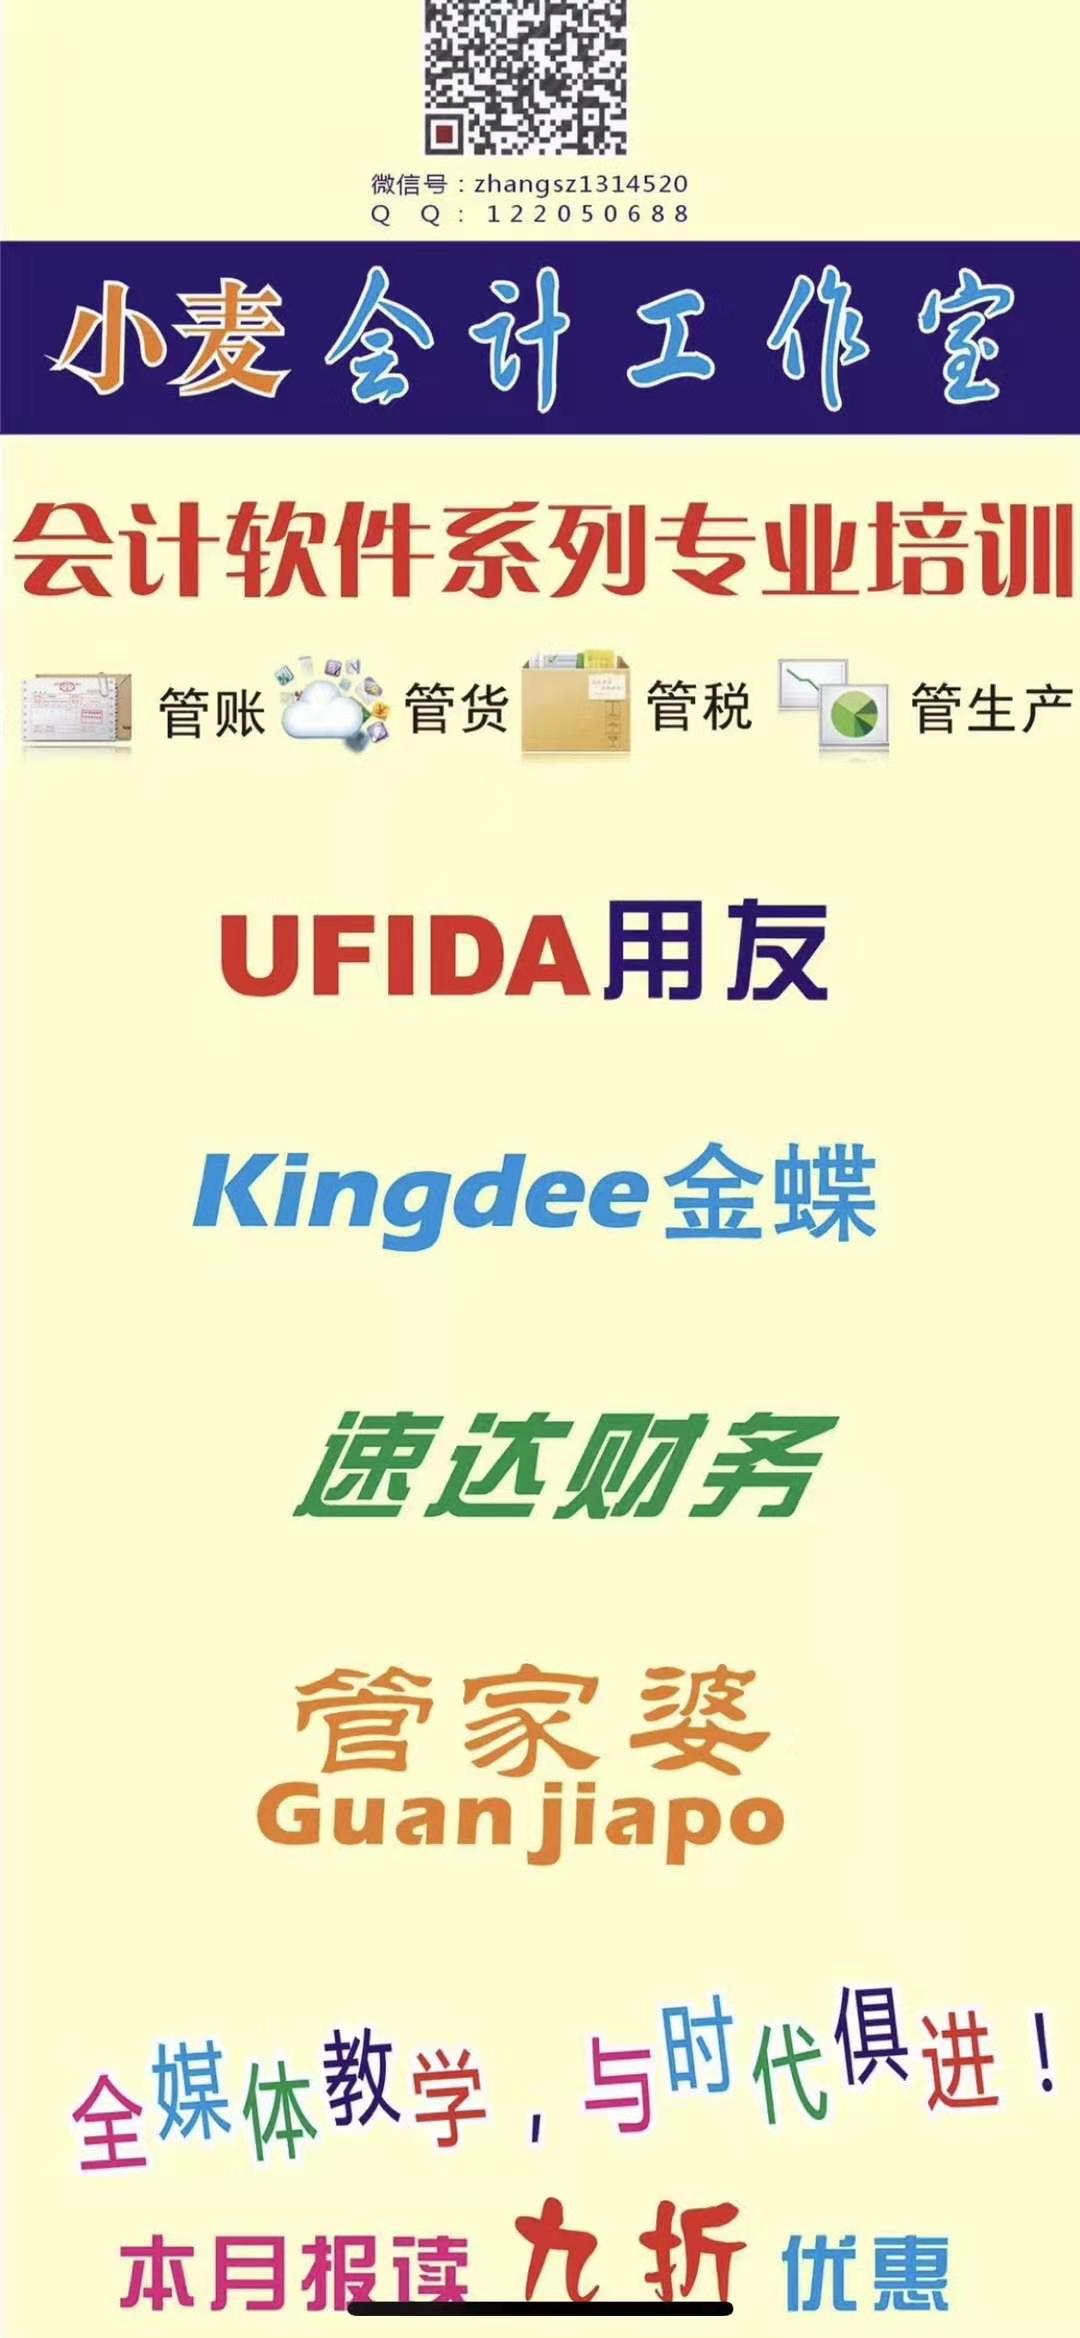 微信号：zhangsz1314520
Q Q：122050688
小麦会计工作室
会计软件系列专业培训
管账 管货 管税 管生产
UFIDA用友
Kingdee金蝶
速达财务
管家婆
Guanjiapo
全媒体教学，与时代俱进！
本月报读 九折 优惠